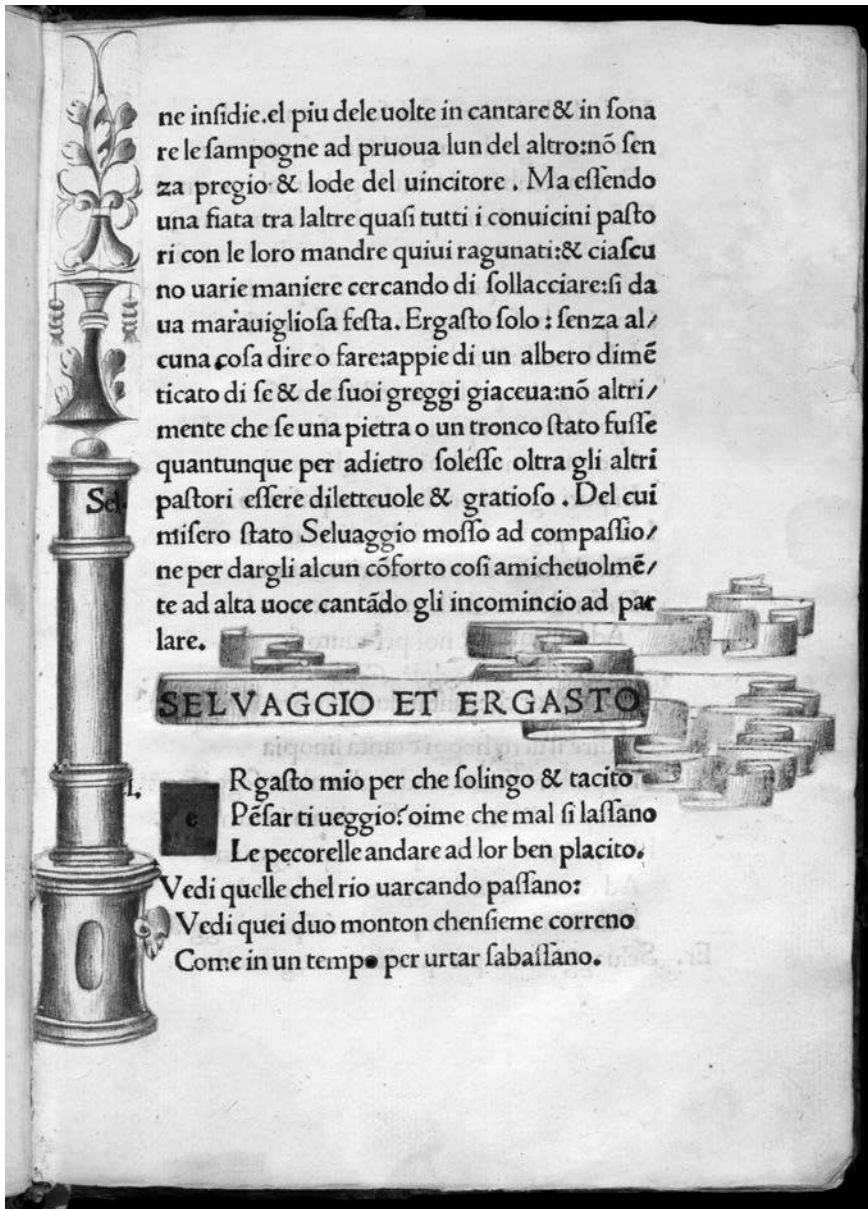 ne insidie.el piu dele uolte in cantare & in sona
re le sampogne ad pruoua lun del altro:nõ sen
za pregio & lode del uincitore . Ma essendo
una fiata tra laltre quasi tutti i conuicini pasto
ri con le loro mandre quiui ragunati:& ciascu
no uarie maniere cercando di sollacciare:si da
ua marauigliosa festa. Ergasto solo : senza al/
cuna cosa dire o fare:appie di un albero dimẽ
ticato di se & de suoi greggi giaceua:nõ altri/
mente che se una pietra o un tronco stato fusse
quantunque per adietro solesse oltra gli altri
pastori essere diletteuole & gratioso . Del cui
misero stato Seluaggio mosso ad compassio/
ne per dargli alcun cõforto cosi amicheuolmẽ/
te ad alta uoce cantãdo gli incomincio ad par
lare.
SELVAGGIO ET ERGASTO
Sel.
e Rgasto mio per che solingo & tacito
Pẽsar ti ueggio? oime che mal si lassano
Le pecorelle andare ad lor ben placito.
Vedi quelle chel rio uarcando passano:
Vedi quei duo monton chensieme correno
Come in un tempo per urtar sabassano.